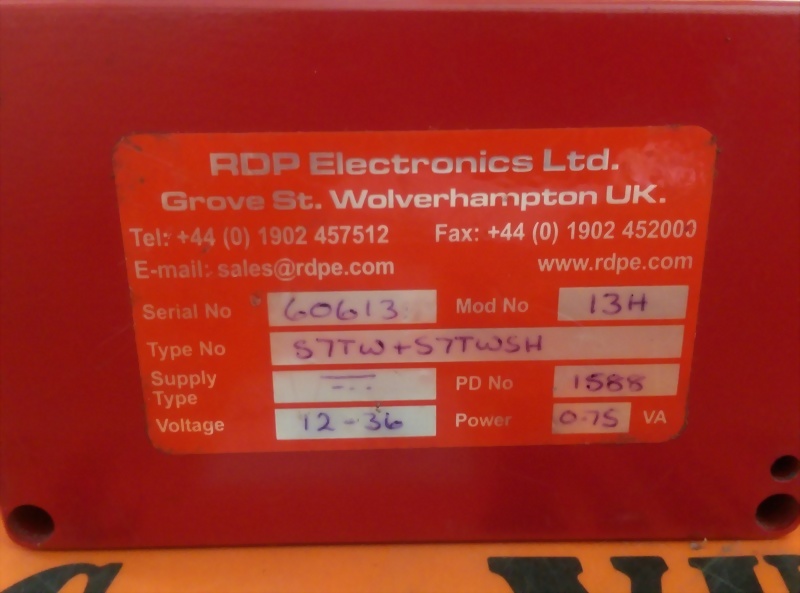 RDP Electronics Ltd.
Grove St. Wolverhampton UK.
Tel: +44 (0) 1902 457512 Fax: +44 (0) 1902 452003
E-mail: sales@rdpe.com www.rdpe.com
Serial No 60613 Mod No 13H
Type No S7TW+S7TWSH
Supply Type PD No 1588
Voltage 12-36 Power 0.75 VA